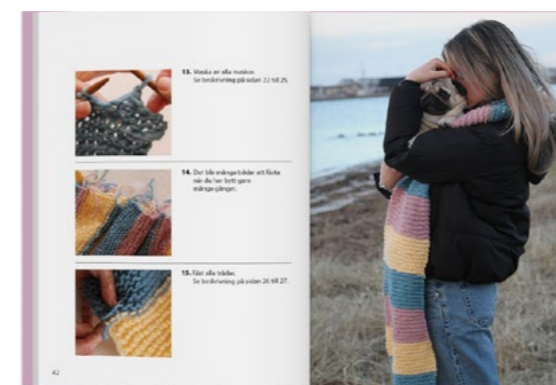 13. Maska av alla maskor.
Se beskrivning på sidan 22 till 25.
14. Det blir många trådar att fästa
när du har bytt garn
många gånger.
15. Fäst alla trådar.
Se beskrivning på sidan 26 till 27.
42